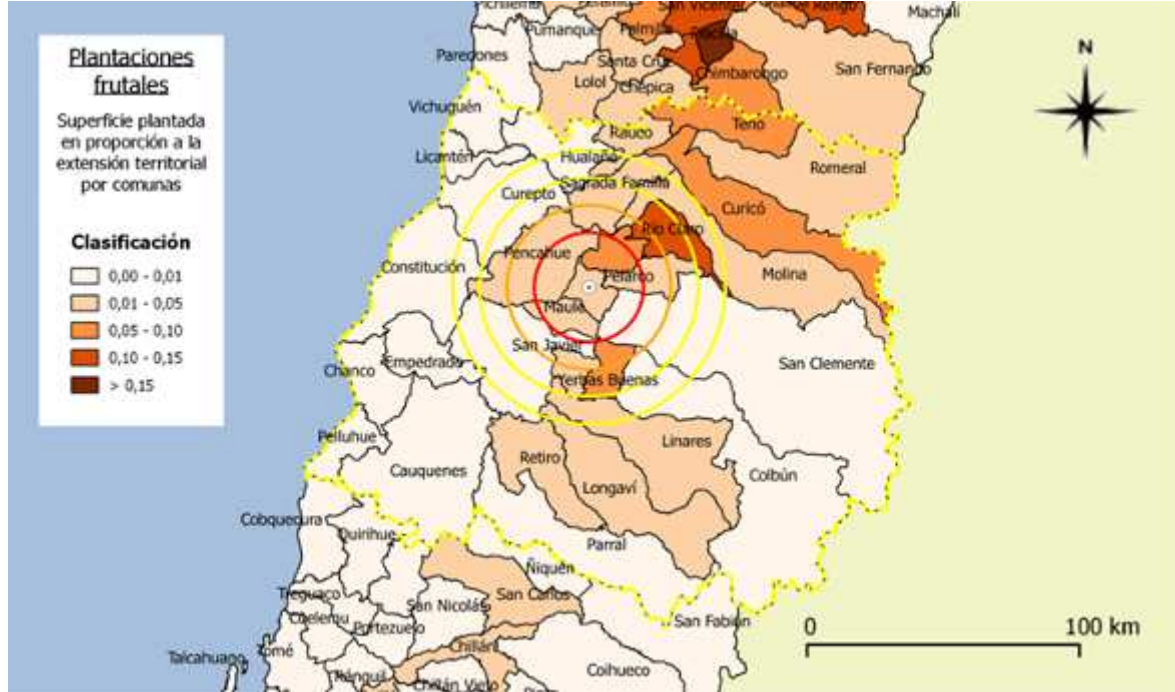 Plantaciones
frutales
Superficie plantada
en proporción a la
extensión territorial
por comunas
Clasificación
0,00 - 0,01
0,01 - 0,05
0,05 - 0,10
0,10 - 0,15
> 0,15
Pumanque
Machalí
Paredones
Santa Cruz
San Fernando
Lolol
Chépica
Chimbarongo
N
Vichuquén
Rauco
Teno
Licantén
Hualañé
Romeral
Curepto
Sagrada Familia
Curicó
Río Claro
Pencahue
Constitución
Pelarco
Molina
Maule
San Javier
Empedrado
San Clemente
Chanco
Yerbas Buenas
Pelluhue
Linares
Cauquenes
Retiro
Colbún
Longaví
Cobquecura
Quirihue
Parral
Ñiquén
Treguaco
San Nicolás
San Carlos
Coelemu
Portezuelo
San Fabián
0
100 km
Talcahuano
Tomé
Chillán
Ránquil
Chillán Viejo
Coihueco